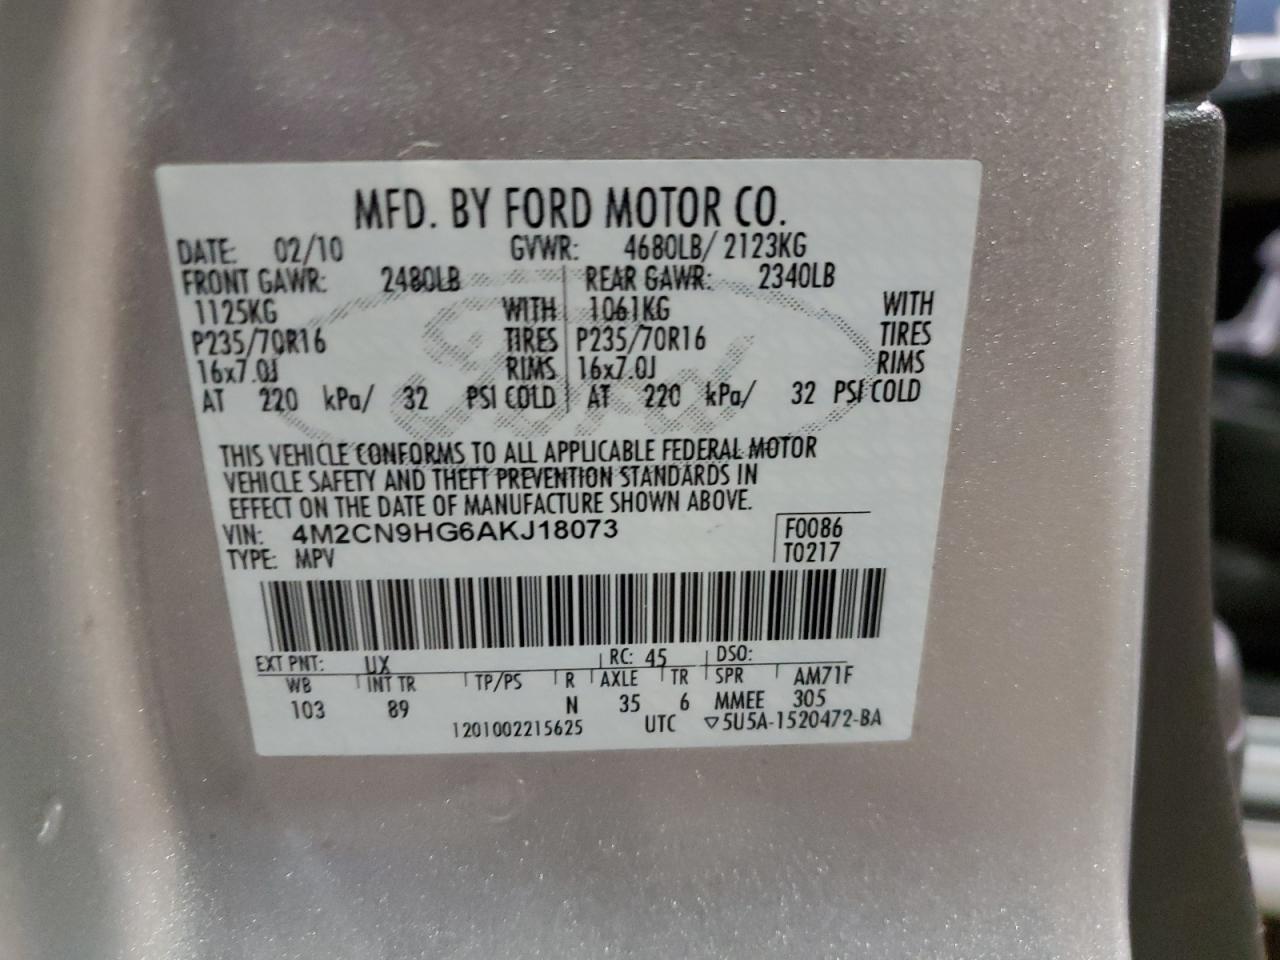 MFD. BY FORD MOTOR CO.
DATE: 02/10 GVWR: 4680LB/ 2123KG
FRONT GAWR: 2480LB REAR GAWR: 2340LB
1125KG WITH 1061KG WITH
P235/70R16 TIRES P235/70R16 TIRES
16x7.0J RIMS 16x7.0J RIMS
AT 220 kPa/ 32 PSI COLD AT 220 kPa/ 32 PSI COLD
THIS VEHICLE CONFORMS TO ALL APPLICABLE FEDERAL MOTOR
VEHICLE SAFETY AND THEFT PREVENTION STANDARDS IN
EFFECT ON THE DATE OF MANUFACTURE SHOWN ABOVE.
VIN: 4M2CN9HG6AKJ18073 F0086
TYPE: MPV T0217
EXT PNT: UX RC: 45 DSO:
WB INT TR TP/PS R AXLE TR SPR AM71F
103 89 N 35 6 MMEE 305
1201002215625 UTC ▽5U5A-1520472-BA